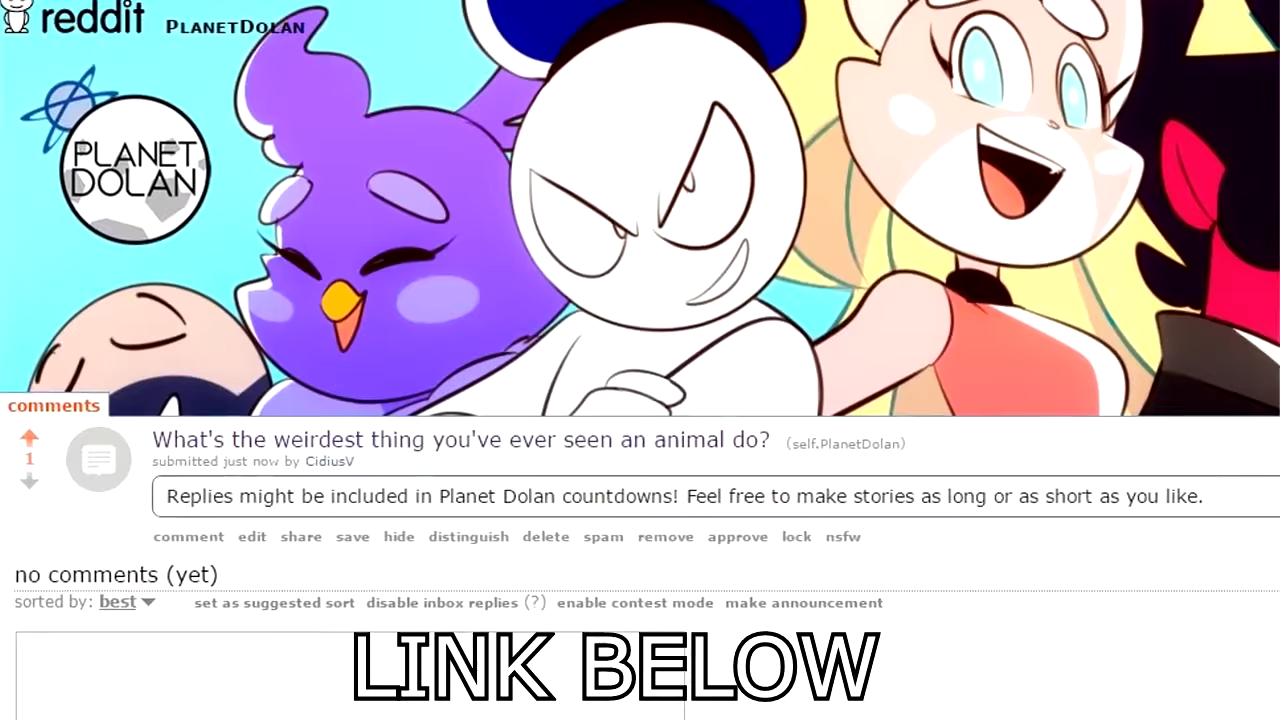 reddit PLANETDOLAN
PLANET
DOLAN
comments
What's the weirdest thing you've ever seen an animal do? (self.PlanetDolan)
1
submitted just now by CidiusV
Replies might be included in Planet Dolan countdowns! Feel free to make stories as long or as short as you like.
comment edit share save hide distinguish delete spam remove approve lock nsfw
no comments (yet)
sorted by: best set as suggested sort disable inbox replies (?) enable contest mode make announcement
LINK BELOW